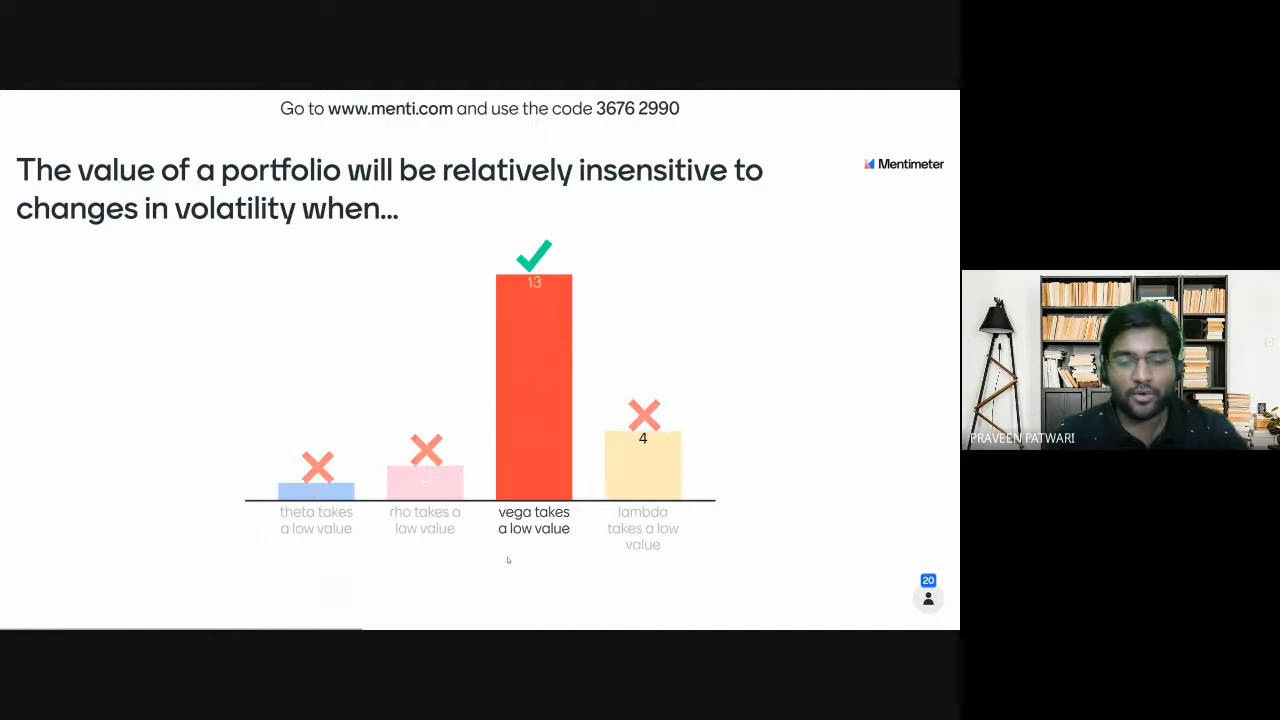 Go to www.menti.com and use the code 3676 2990
The value of a portfolio will be relatively insensitive to
changes in volatility when...
Mentimeter
13
4
theta takes
a low value
rho takes a
low value
vega takes
a low value
lambda
takes a low
value
20
PRAVEEN PATWARI